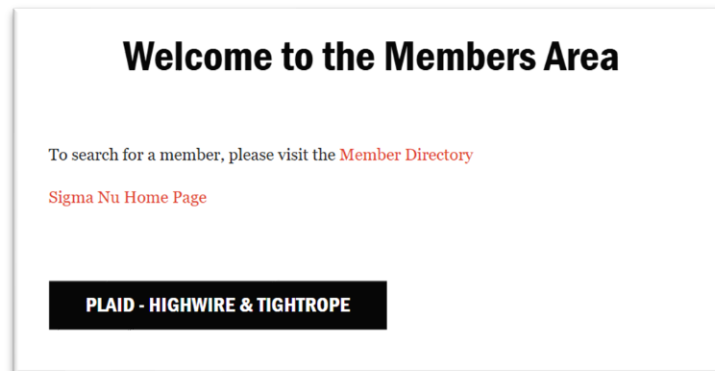 Welcome to the Members Area
To search for a member, please visit the Member Directory
Sigma Nu Home Page
PLAID - HIGHWIRE & TIGHTROPE